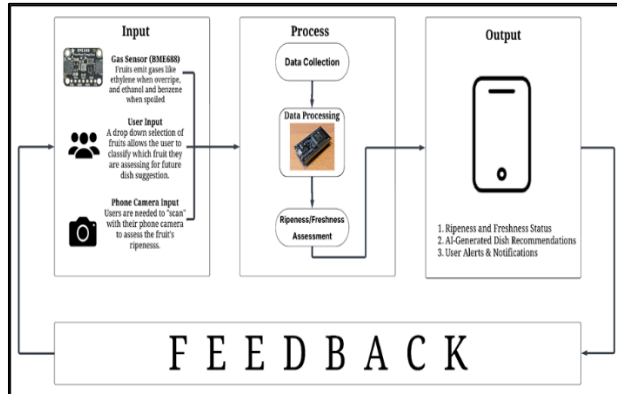 Input
Gas Sensor (BME688)
Fruits emit gases like
ethylene when overripe,
and ethanol and benzene
when spoiled
User Input
A drop down selection of
fruits allows the user to
classify which fruit they
are assessing for future
dish suggestion.
Phone Camera Input
Users are needed to "scan"
with their phone camera
to assess the fruit's
ripenesss.
Process
Data Collection
Data Processing
Ripeness/Freshness
Assessment
Output
1. Ripeness and Freshness Status
2. AI-Generated Dish Recommendations
3. User Alerts & Notifications
FEEDBACK